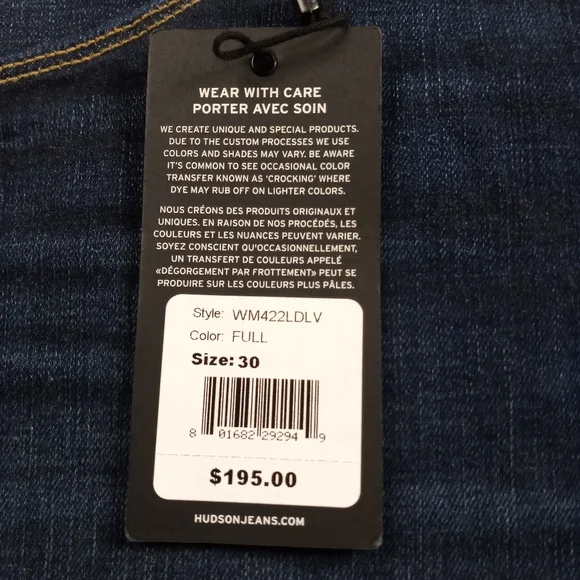 WEAR WITH CARE
PORTER AVEC SOIN
WE CREATE UNIQUE AND SPECIAL PRODUCTS.
DUE TO THE CUSTOM PROCESSES WE USE
COLORS AND SHADES MAY VARY. BE AWARE
IT'S COMMON TO SEE OCCASIONAL COLOR
TRANSFER KNOWN AS 'CROCKING' WHERE
DYE MAY RUB OFF ON LIGHTER COLORS.
NOUS CRÉONS DES PRODUITS ORIGINAUX ET
UNIQUES. EN RAISON DE NOS PROCÉDÉS, LES
COULEURS ET LES NUANCES PEUVENT VARIER.
SOYEZ CONSCIENT QU'OCCASIONNELLEMENT,
UN TRANSFERT DE COULEURS APPELÉ
«DÉGORGEMENT PAR FROTTEMENT» PEUT SE
PRODUIRE SUR LES COULEURS PLUS PÂLES.
Style: WM422LDLV
Color: FULL
Size: 30
8 01682 29294 9
$195.00
HUDSONJEANS.COM